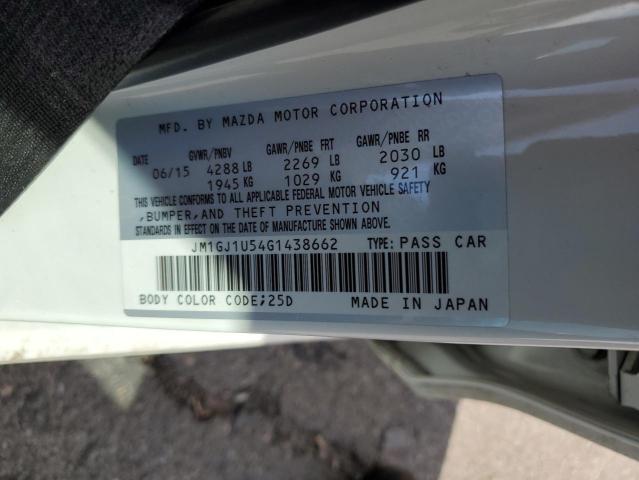 MFD. BY MAZDA MOTOR CORPORATION
DATE GVWR/PNBV GAWR/PNBE FRT GAWR/PNBE RR
06/15 4288 LB 2269 LB 2030 LB
1945 KG 1029 KG 921 KG
THIS VEHICLE CONFORMS TO ALL APPLICABLE FEDERAL MOTOR VEHICLE SAFETY
,BUMPER,AND THEFT PREVENTION
STANDARDS IN EFFECT ON THE DATE OF MANUFACTURE SHOWN ABOVE.
JM1GJ1U54G1438662 TYPE: PASS CAR
BODY COLOR CODE;25D MADE IN JAPAN